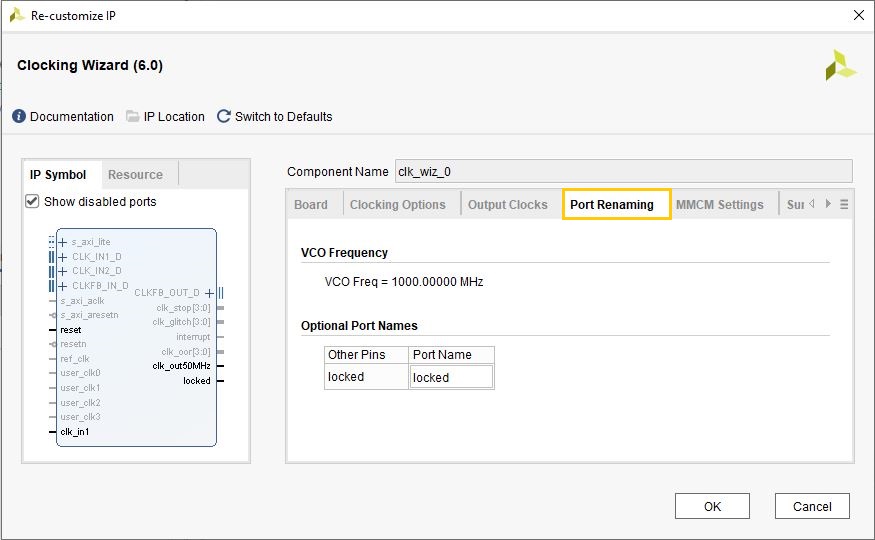 Re-customize IP
Clocking Wizard (6.0)
Documentation IP Location Switch to Defaults
IP Symbol Resource
Show disabled ports
s_axi_lite
CLK_IN1_D
CLK_IN2_D
CLKFB_IN_D
s_axi_aclk
s_axi_aresetn
reset
resetn
ref_clk
user_clk0
user_clk1
user_clk2
user_clk3
clk_in1
CLKFB_OUT_D
clk_stop[3:0]
clk_glitch[3:0]
interrupt
clk_oor[3:0]
clk_out50MHz
locked
Component Name clk_wiz_0
Board Clocking Options Output Clocks Port Renaming MMCM Settings Sur
VCO Frequency
VCO Freq = 1000.00000 MHz
Optional Port Names
Other Pins Port Name
locked locked
OK Cancel